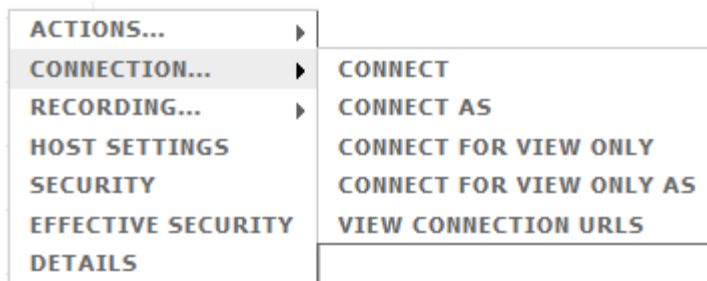 ACTIONS...
CONNECTION...
RECORDING...
HOST SETTINGS
SECURITY
EFFECTIVE SECURITY
DETAILS
CONNECT
CONNECT AS
CONNECT FOR VIEW ONLY
CONNECT FOR VIEW ONLY AS
VIEW CONNECTION URLS